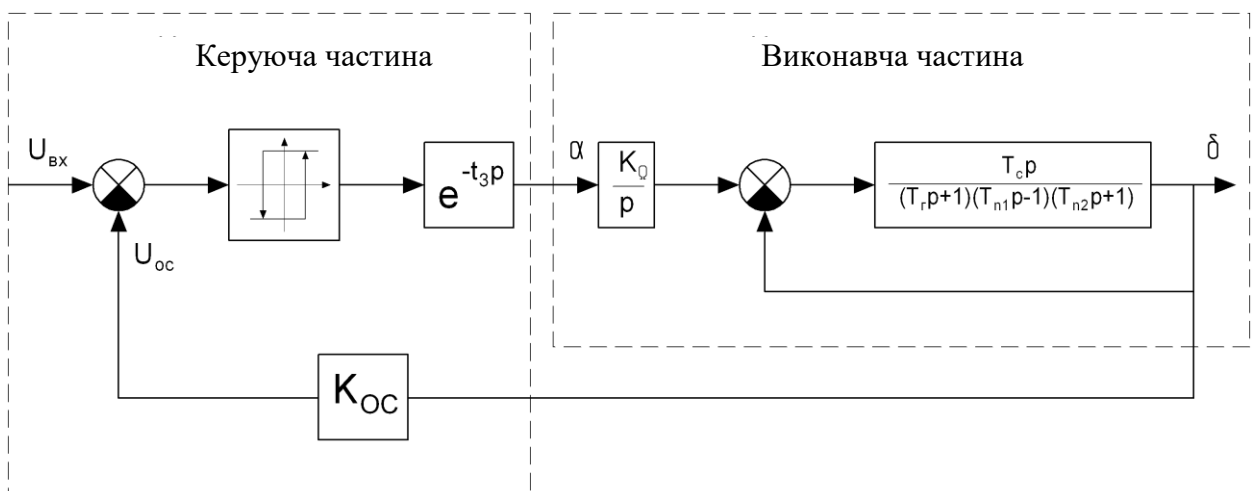 Керуюча частина
Виконавча частина
Uвх
Uос
e^-tзp
α
KQ
p
Tcp
(Tгp+1)(Tп1p-1)(Tп2p+1)
δ
KОС